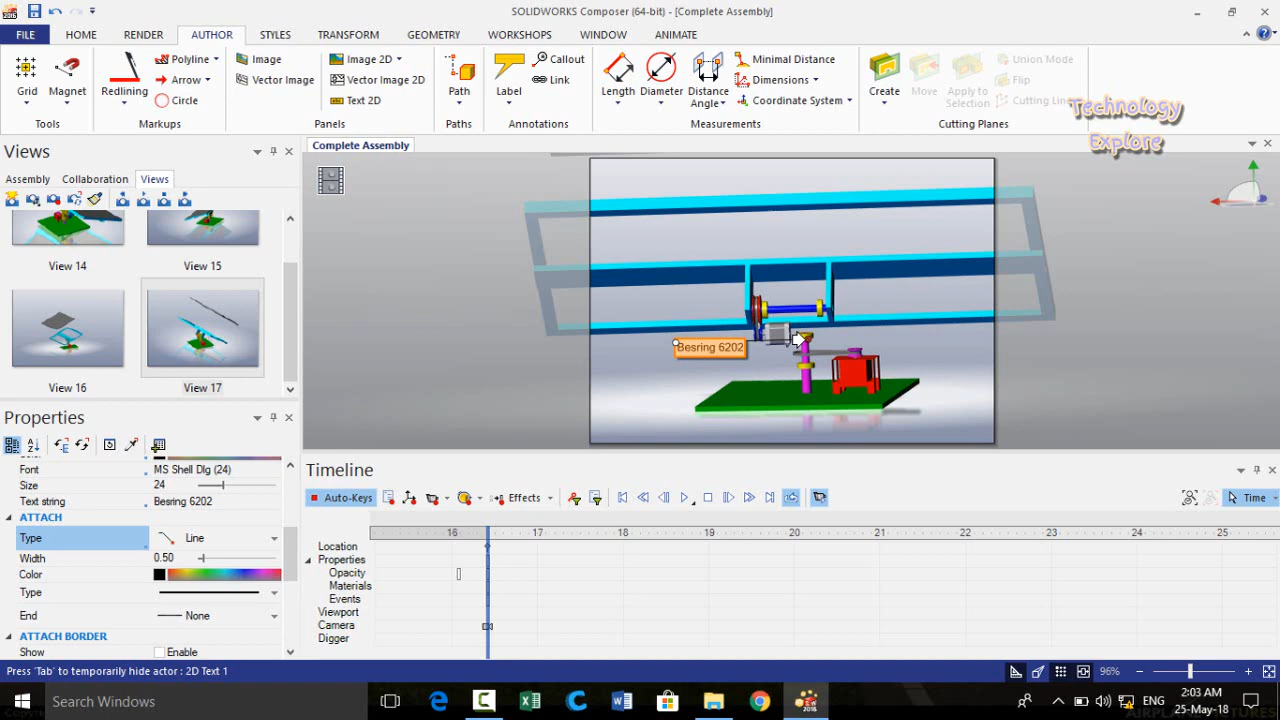 SOLIDWORKS Composer (64-bit) - [Complete Assembly]
FILE HOME RENDER AUTHOR STYLES TRANSFORM GEOMETRY WORKSHOPS WINDOW ANIMATE
Grid Magnet
Tools
Redlining Polyline
Arrow
Circle
Markups
Image Image 2D
Vector Image Vector Image 2D
Text 2D
Panels
Path
Paths
Label Callout
Link
Annotations
Length Diameter Distance Angle
Minimal Distance
Dimensions
Coordinate System
Measurements
Create Move Apply to Selection
Union Mode
Flip
Cutting Line
Cutting Planes
Technology
Explore
Views
Assembly Collaboration Views
View 14 View 15
View 16 View 17
Complete Assembly
Besring 6202
Properties
Font MS Shell Dlg (24)
Size 24
Text string Besring 6202
ATTACH
Type Line
Width 0.50
Color
Type
End None
ATTACH BORDER
Show Enable
Timeline
Auto-Keys Effects Time
16 17 18 19 20 21 22 23 24 25
Location
Properties
Opacity
Materials
Events
Viewport
Camera
Digger
Press 'Tab' to temporarily hide actor : 2D Text 1
96%
Search Windows
ENG
2:03 AM
25-May-18